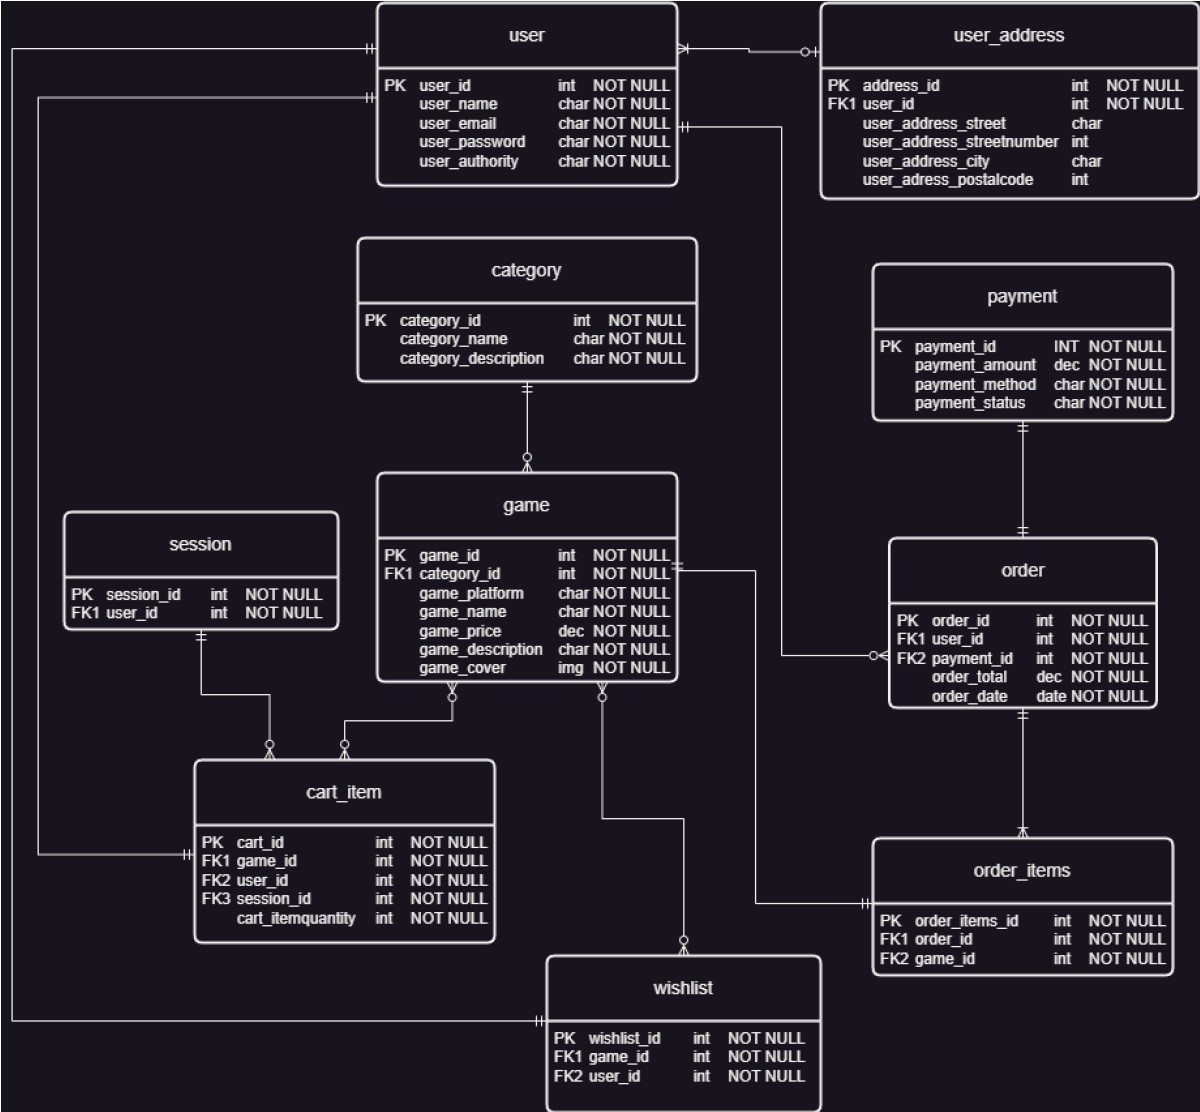 user
PK user_id int NOT NULL
user_name char NOT NULL
user_email char NOT NULL
user_password char NOT NULL
user_authority char NOT NULL
user_address
PK address_id int NOT NULL
FK1 user_id int NOT NULL
user_address_street char
user_address_streetnumber int
user_address_city char
user_adress_postalcode int
category
PK category_id int NOT NULL
category_name char NOT NULL
category_description char NOT NULL
payment
PK payment_id INT NOT NULL
payment_amount dec NOT NULL
payment_method char NOT NULL
payment_status char NOT NULL
game
PK game_id int NOT NULL
FK1 category_id int NOT NULL
game_platform char NOT NULL
game_name char NOT NULL
game_price dec NOT NULL
game_description char NOT NULL
game_cover img NOT NULL
session
PK session_id int NOT NULL
FK1 user_id int NOT NULL
order
PK order_id int NOT NULL
FK1 user_id int NOT NULL
FK2 payment_id int NOT NULL
order_total dec NOT NULL
order_date date NOT NULL
cart_item
PK cart_id int NOT NULL
FK1 game_id int NOT NULL
FK2 user_id int NOT NULL
FK3 session_id int NOT NULL
cart_itemquantity int NOT NULL
order_items
PK order_items_id int NOT NULL
FK1 order_id int NOT NULL
FK2 game_id int NOT NULL
wishlist
PK wishlist_id int NOT NULL
FK1 game_id int NOT NULL
FK2 user_id int NOT NULL